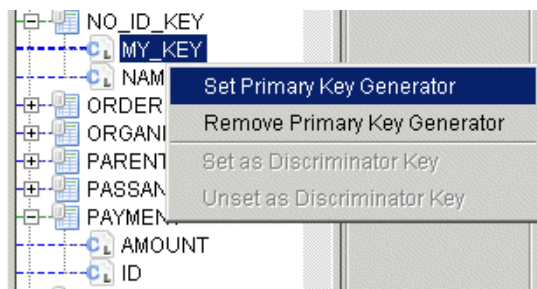 NO_ID_KEY
MY_KEY
NAM
Set Primary Key Generator
ORDER
Remove Primary Key Generator
ORGANI
PARENT
Set as Discriminator Key
PASSAN
Unset as Discriminator Key
PAYMENT
AMOUNT
ID